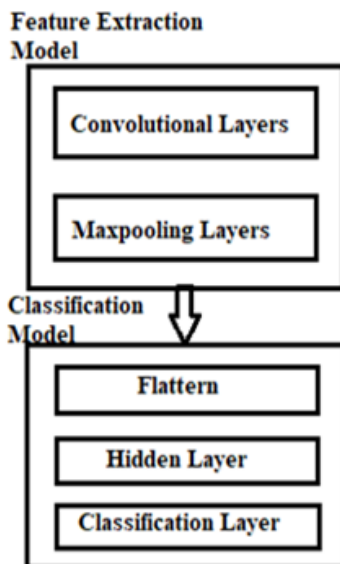 Feature Extraction
Model
Convolutional Layers
Maxpooling Layers
Classification
Model
Flattern
Hidden Layer
Classification Layer